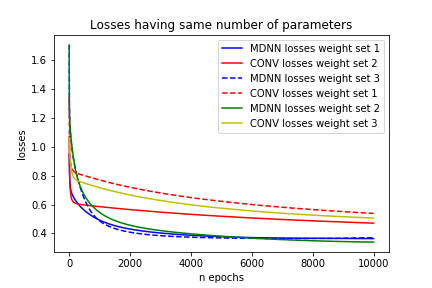 Losses having same number of parameters
MDNN losses weight set 1
CONV losses weight set 2
MDNN losses weight set 3
CONV losses weight set 1
MDNN losses weight set 2
CONV losses weight set 3
losses
1.6
1.4
1.2
1.0
0.8
0.6
0.4
0 2000 4000 6000 8000 10000
n epochs